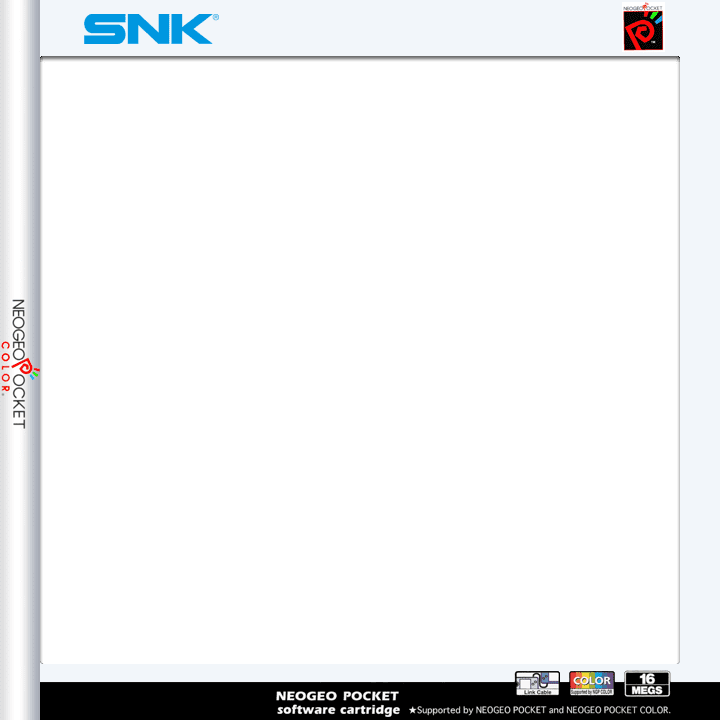 SNK®
NEOGEO POCKET
™
NEOGEO POCKET
COLOR
Link Cable
COLOR
Supported by NGP COLOR
16
MEGS
NEOGEO POCKET
software cartridge ★Supported by NEOGEO POCKET and NEOGEO POCKET COLOR.